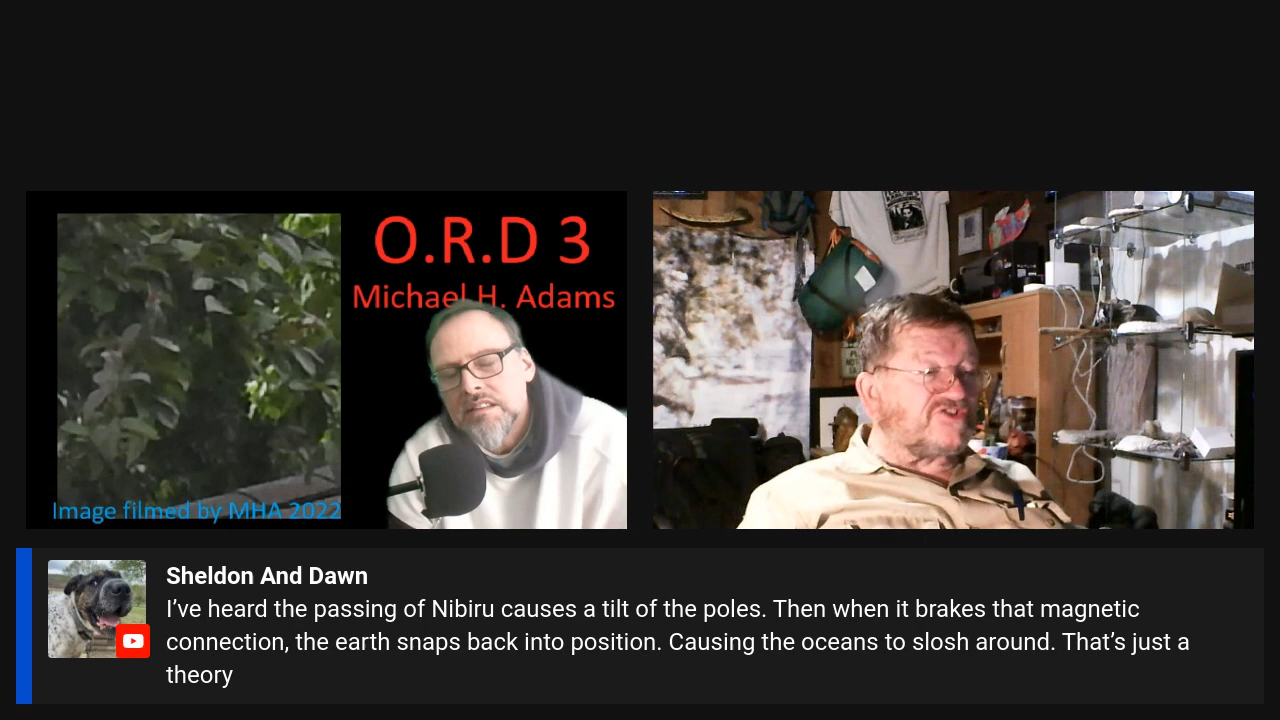 O.R.D 3
Michael H. Adams
Image filmed by MHA 2022
Sheldon And Dawn
I’ve heard the passing of Nibiru causes a tilt of the poles. Then when it brakes that magnetic
connection, the earth snaps back into position. Causing the oceans to slosh around. That’s just a
theory